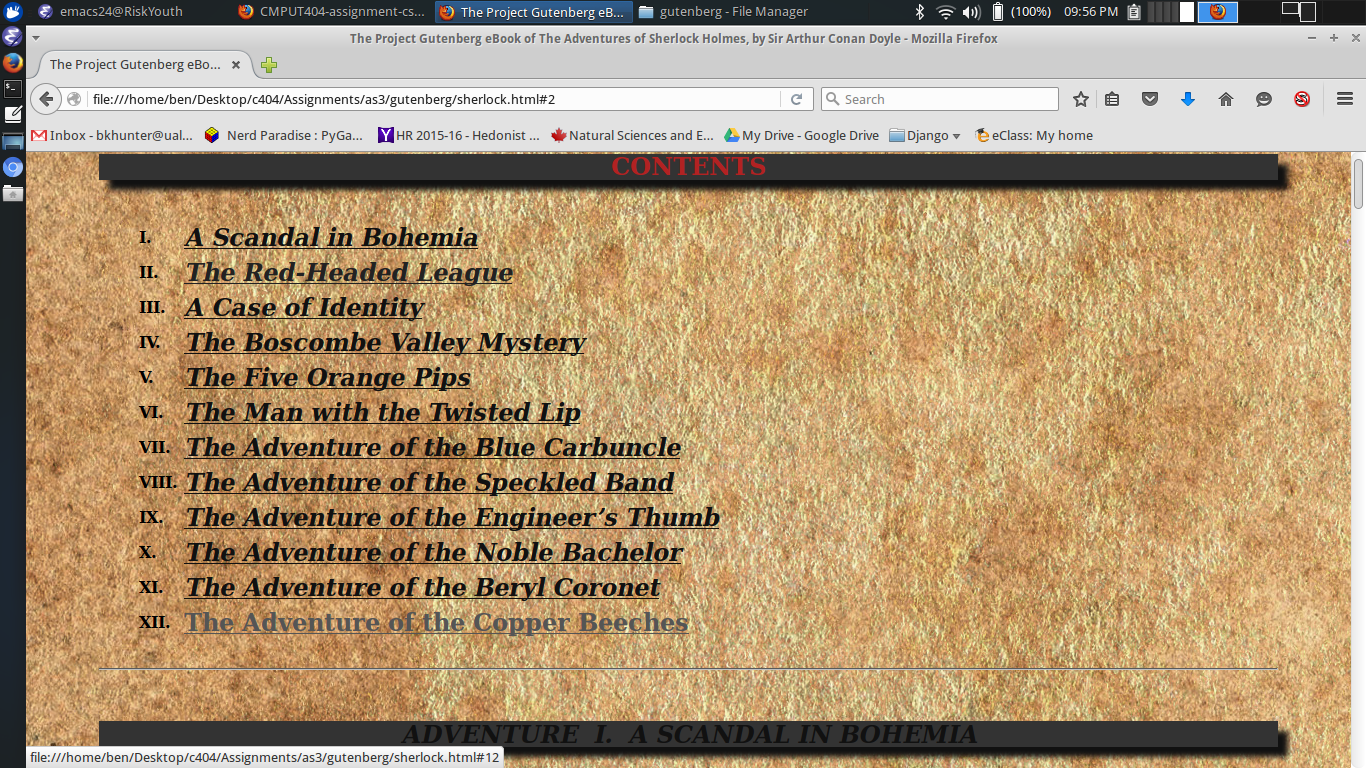 emacs24@RiskYouth CMPUT404-assignment-cs... The Project Gutenberg eB... gutenberg - File Manager (100%) 09:56 PM
The Project Gutenberg eBook of The Adventures of Sherlock Holmes, by Sir Arthur Conan Doyle - Mozilla Firefox
The Project Gutenberg eBo...
file:///home/ben/Desktop/c404/Assignments/as3/gutenberg/sherlock.html#2 Search
Inbox - bkhunter@ual... Nerd Paradise : PyGa... HR 2015-16 - Hedonist ... Natural Sciences and E... My Drive - Google Drive Django eClass: My home
CONTENTS
I. A Scandal in Bohemia
II. The Red-Headed League
III. A Case of Identity
IV. The Boscombe Valley Mystery
V. The Five Orange Pips
VI. The Man with the Twisted Lip
VII. The Adventure of the Blue Carbuncle
VIII. The Adventure of the Speckled Band
IX. The Adventure of the Engineer’s Thumb
X. The Adventure of the Noble Bachelor
XI. The Adventure of the Beryl Coronet
XII. The Adventure of the Copper Beeches
ADVENTURE I. A SCANDAL IN BOHEMIA
file:///home/ben/Desktop/c404/Assignments/as3/gutenberg/sherlock.html#12